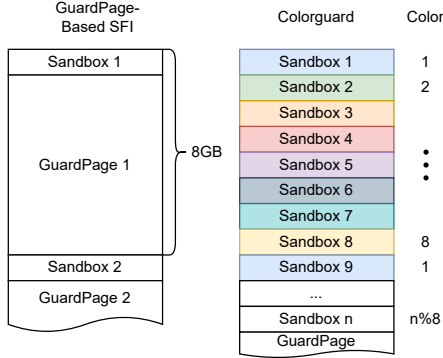 GuardPage-
Based SFI
Sandbox 1
GuardPage 1
8GB
Sandbox 2
GuardPage 2
Colorguard
Color
Sandbox 1
1
Sandbox 2
2
Sandbox 3
Sandbox 4
Sandbox 5
Sandbox 6
Sandbox 7
Sandbox 8
8
Sandbox 9
1
...
Sandbox n
n%8
GuardPage